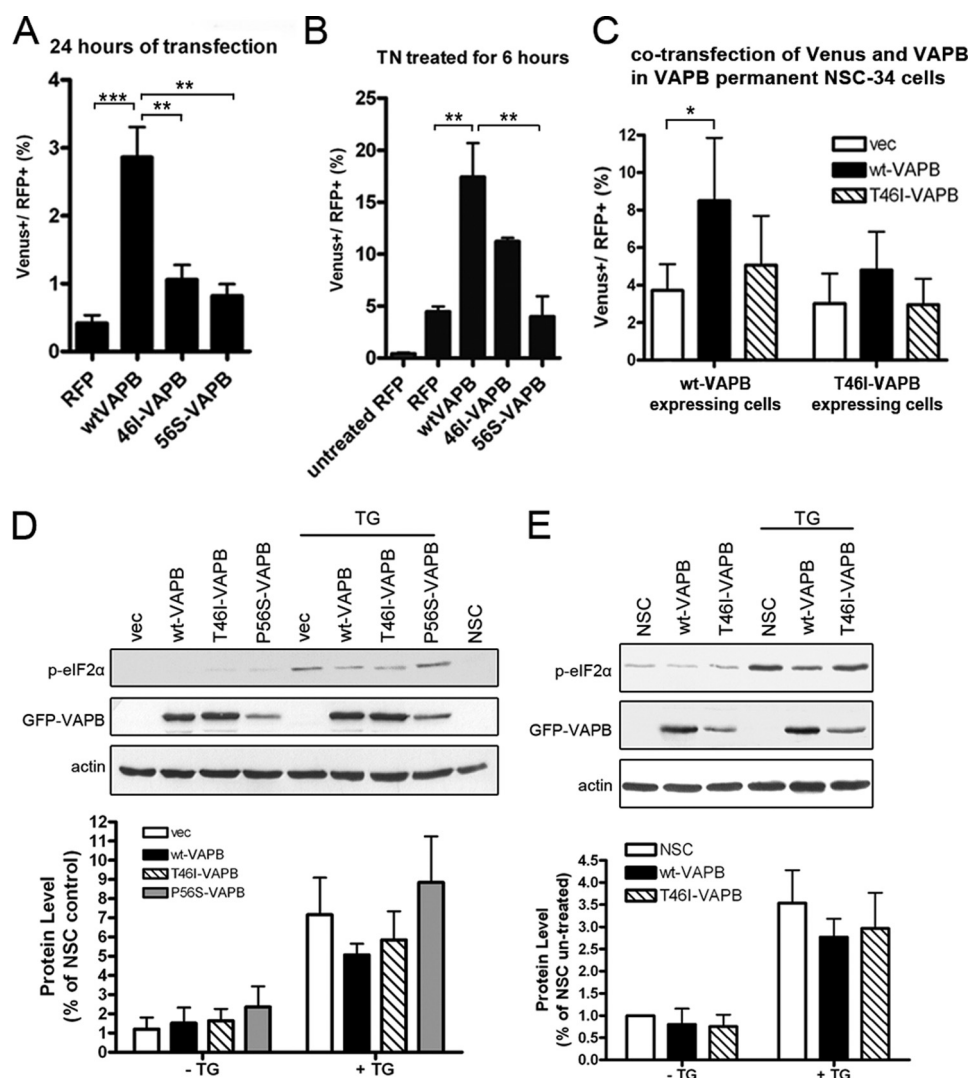 A
24 hours of transfection
Venus+/ RFP+ (%)
4
3
2
1
0
***
**
**
RFP
wtVAPB
46I-VAPB
56S-VAPB
B
TN treated for 6 hours
Venus+/ RFP+ (%)
25
20
15
10
5
0
**
**
untreated RFP
RFP
wtVAPB
46I-VAPB
56S-VAPB
C
co-transfection of Venus and VAPB
in VAPB permanent NSC-34 cells
Venus+/ RFP+ (%)
12
10
8
6
4
2
0
*
vec
wt-VAPB
T46I-VAPB
wt-VAPB
expressing cells
T46I-VAPB
expressing cells
D
TG
vec
wt-VAPB
T46I-VAPB
P56S-VAPB
vec
wt-VAPB
T46I-VAPB
P56S-VAPB
NSC
p-eIF2α
GFP-VAPB
actin
Protein Level
(% of NSC control)
12
11
10
9
8
7
6
5
4
3
2
1
0
vec
wt-VAPB
T46I-VAPB
P56S-VAPB
- TG
+ TG
E
TG
NSC
wt-VAPB
T46I-VAPB
NSC
wt-VAPB
T46I-VAPB
p-eIF2α
GFP-VAPB
actin
Protein Level
(% of NSC un-treated)
4.5
4.0
3.5
3.0
2.5
2.0
1.5
1.0
0.5
0.0
NSC
wt-VAPB
T46I-VAPB
- TG
+ TG